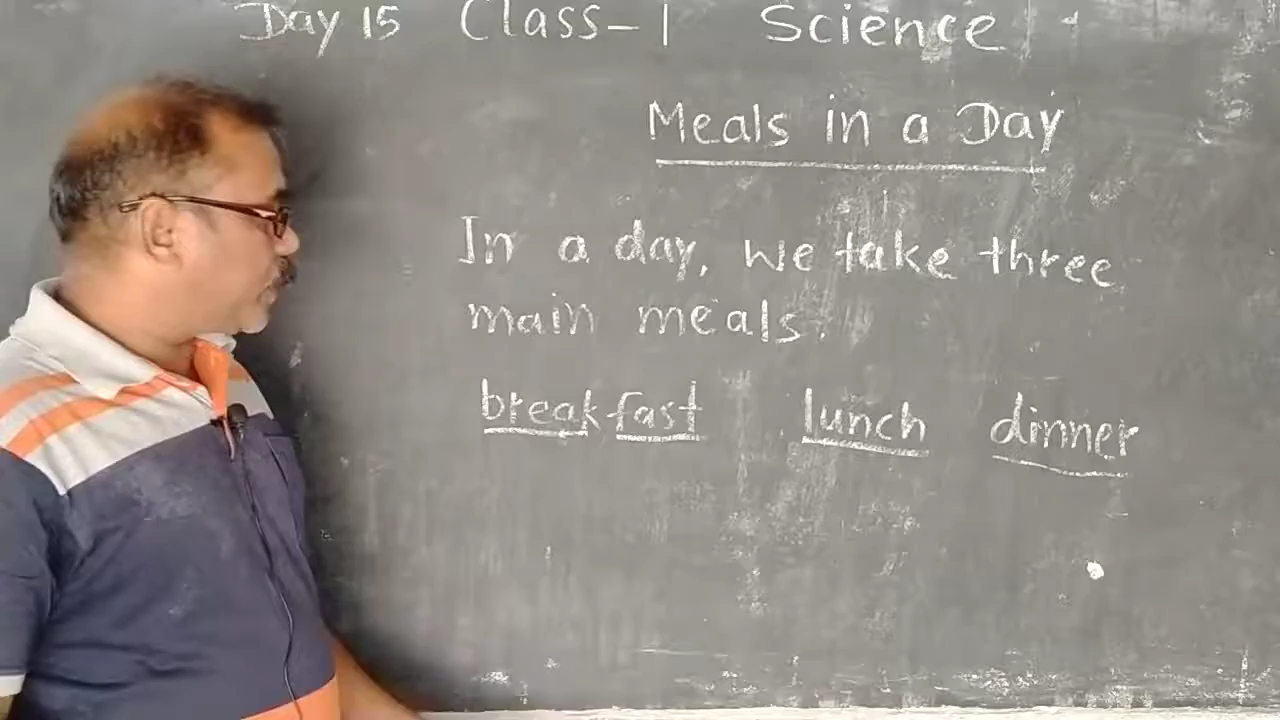 Day 15 Class-1 Science
Meals in a Day
In a day, we take three
main meals.
breakfast lunch dinner